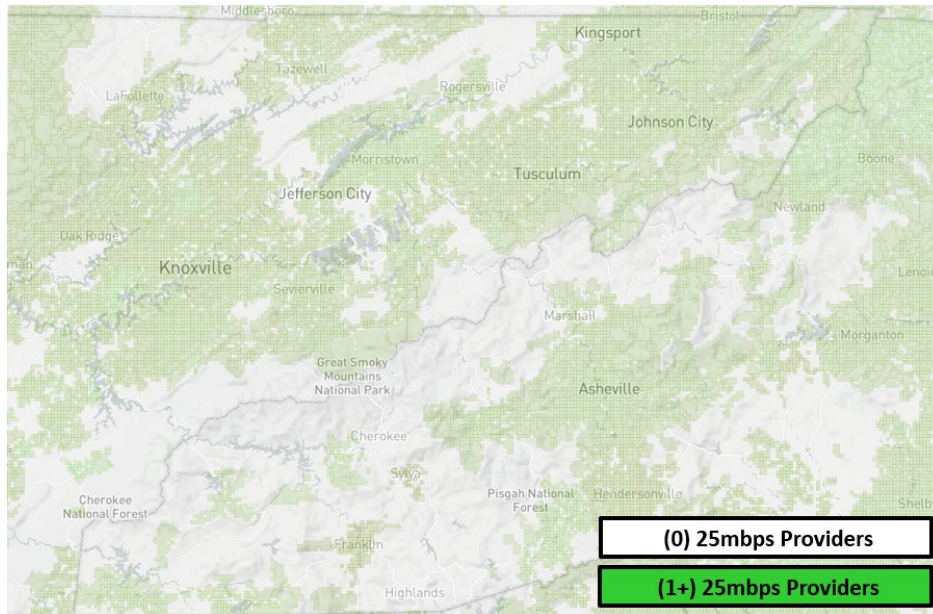 Middlesboro
Bristol
Kingsport
Tazewell
LaFollette
Rogersville
Johnson City
Morristown
Boone
Tusculum
Jefferson City
Newland
Oak Ridge
man
Knoxville
Lenoir
Sevierville
Marshall
Morganton
Great Smoky
Mountains
National Park
Asheville
Cherokee
Sylva
Pisgah National
Forest
Hendersonville
Cherokee
National Forest
Shelb
(0) 25mbps Providers
Franklin
(1+) 25mbps Providers
Highlands